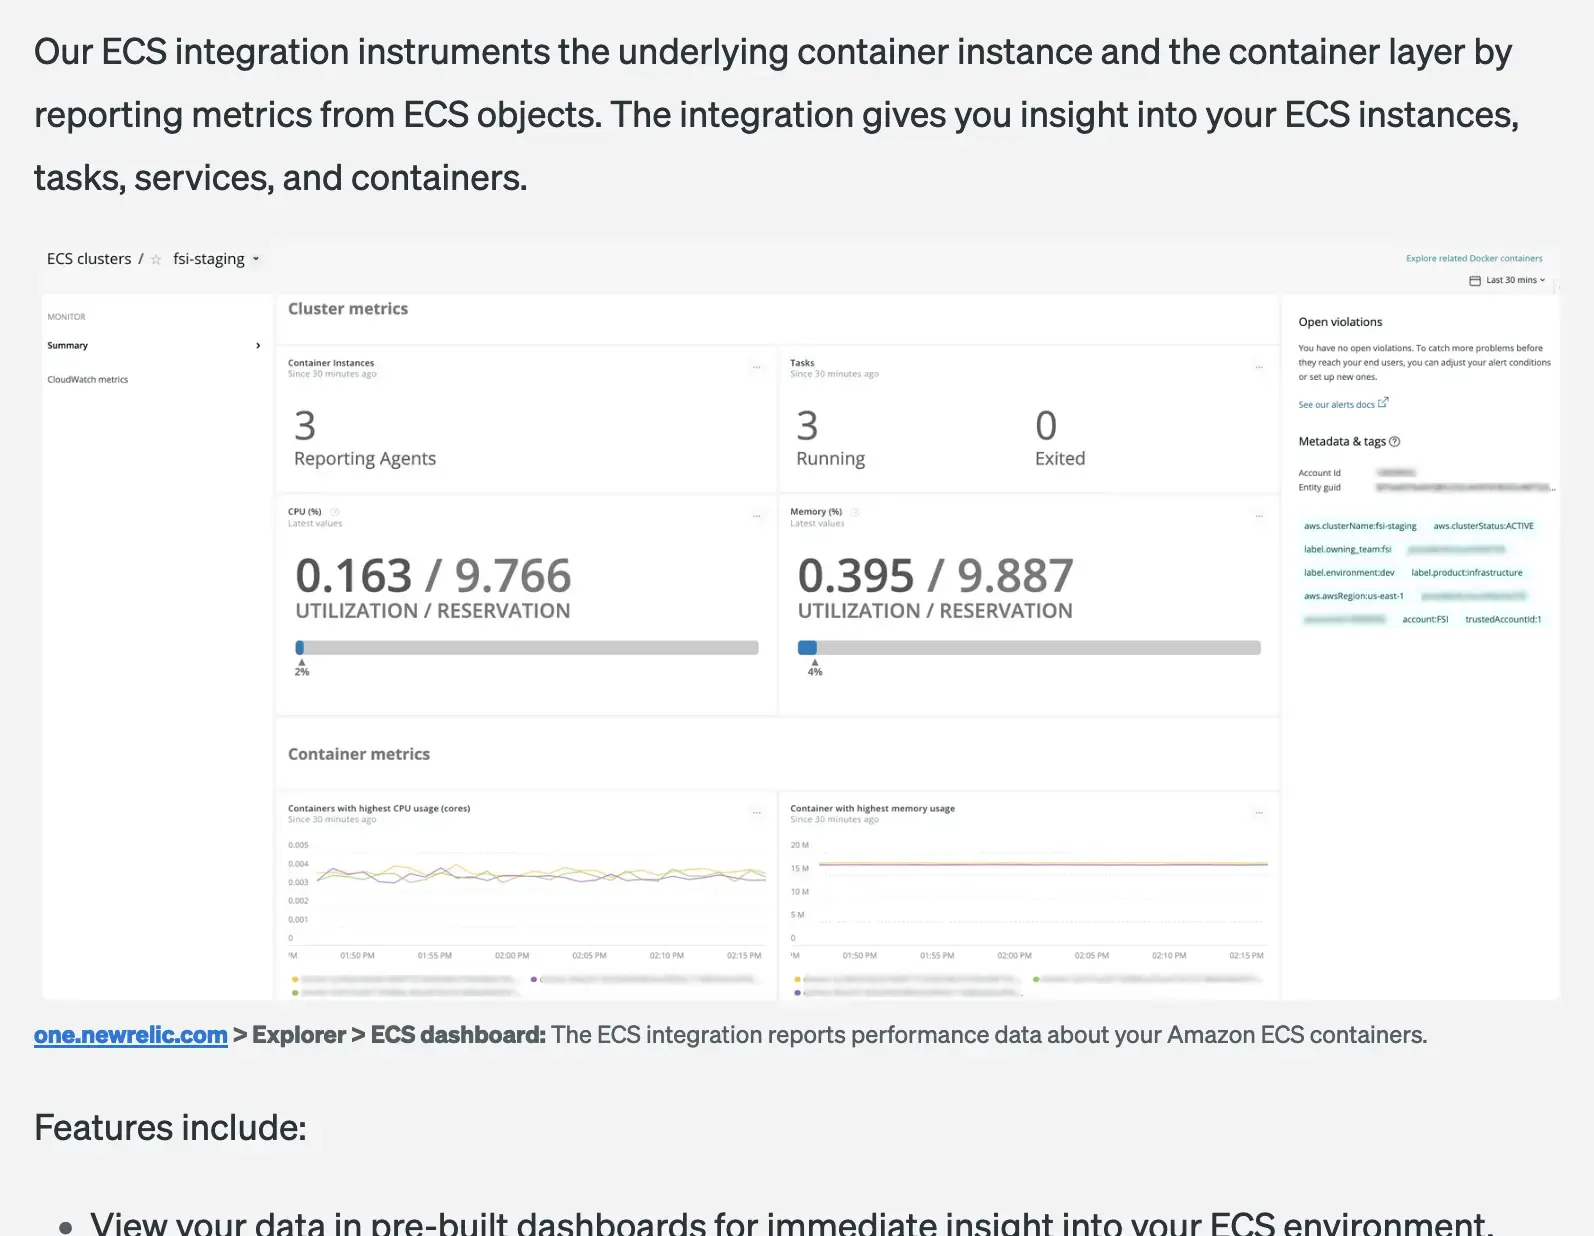 Our ECS integration instruments the underlying container instance and the container layer by
reporting metrics from ECS objects. The integration gives you insight into your ECS instances,
tasks, services, and containers.
ECS clusters / ☆ fsi-staging
Explore related Docker containers
Last 30 mins
MONITOR
Summary
CloudWatch metrics
Cluster metrics
Container Instances
Since 30 minutes ago
...
3
Reporting Agents
Tasks
Since 30 minutes ago
...
3
Running
0
Exited
CPU (%)
Latest values
...
0.163 / 9.766
UTILIZATION / RESERVATION
2%
Memory (%)
Latest values
...
0.395 / 9.887
UTILIZATION / RESERVATION
4%
Container metrics
Containers with highest CPU usage (cores)
Since 30 minutes ago
...
0.005
0.004
0.003
0.002
0.001
0
'M 01:50 PM 01:55 PM 02:00 PM 02:05 PM 02:10 PM 02:15 PM
Container with highest memory usage
Since 30 minutes ago
...
20 M
15 M
10 M
5 M
0
'M 01:50 PM 01:55 PM 02:00 PM 02:05 PM 02:10 PM 02:15 PM
Open violations
You have no open violations. To catch more problems before
they reach your end users, you can adjust your alert conditions
or set up new ones.
See our alerts docs
Metadata & tags
Account Id
Entity guid
aws.clusterName:fsi-staging aws.clusterStatus:ACTIVE
label.owning_team:fsi
label.environment:dev label.product:infrastructure
aws.awsRegion:us-east-1
account:FSI trustedAccountId:1
one.newrelic.com > Explorer > ECS dashboard: The ECS integration reports performance data about your Amazon ECS containers.
Features include:
• View your data in pre-built dashboards for immediate insight into your ECS environment.